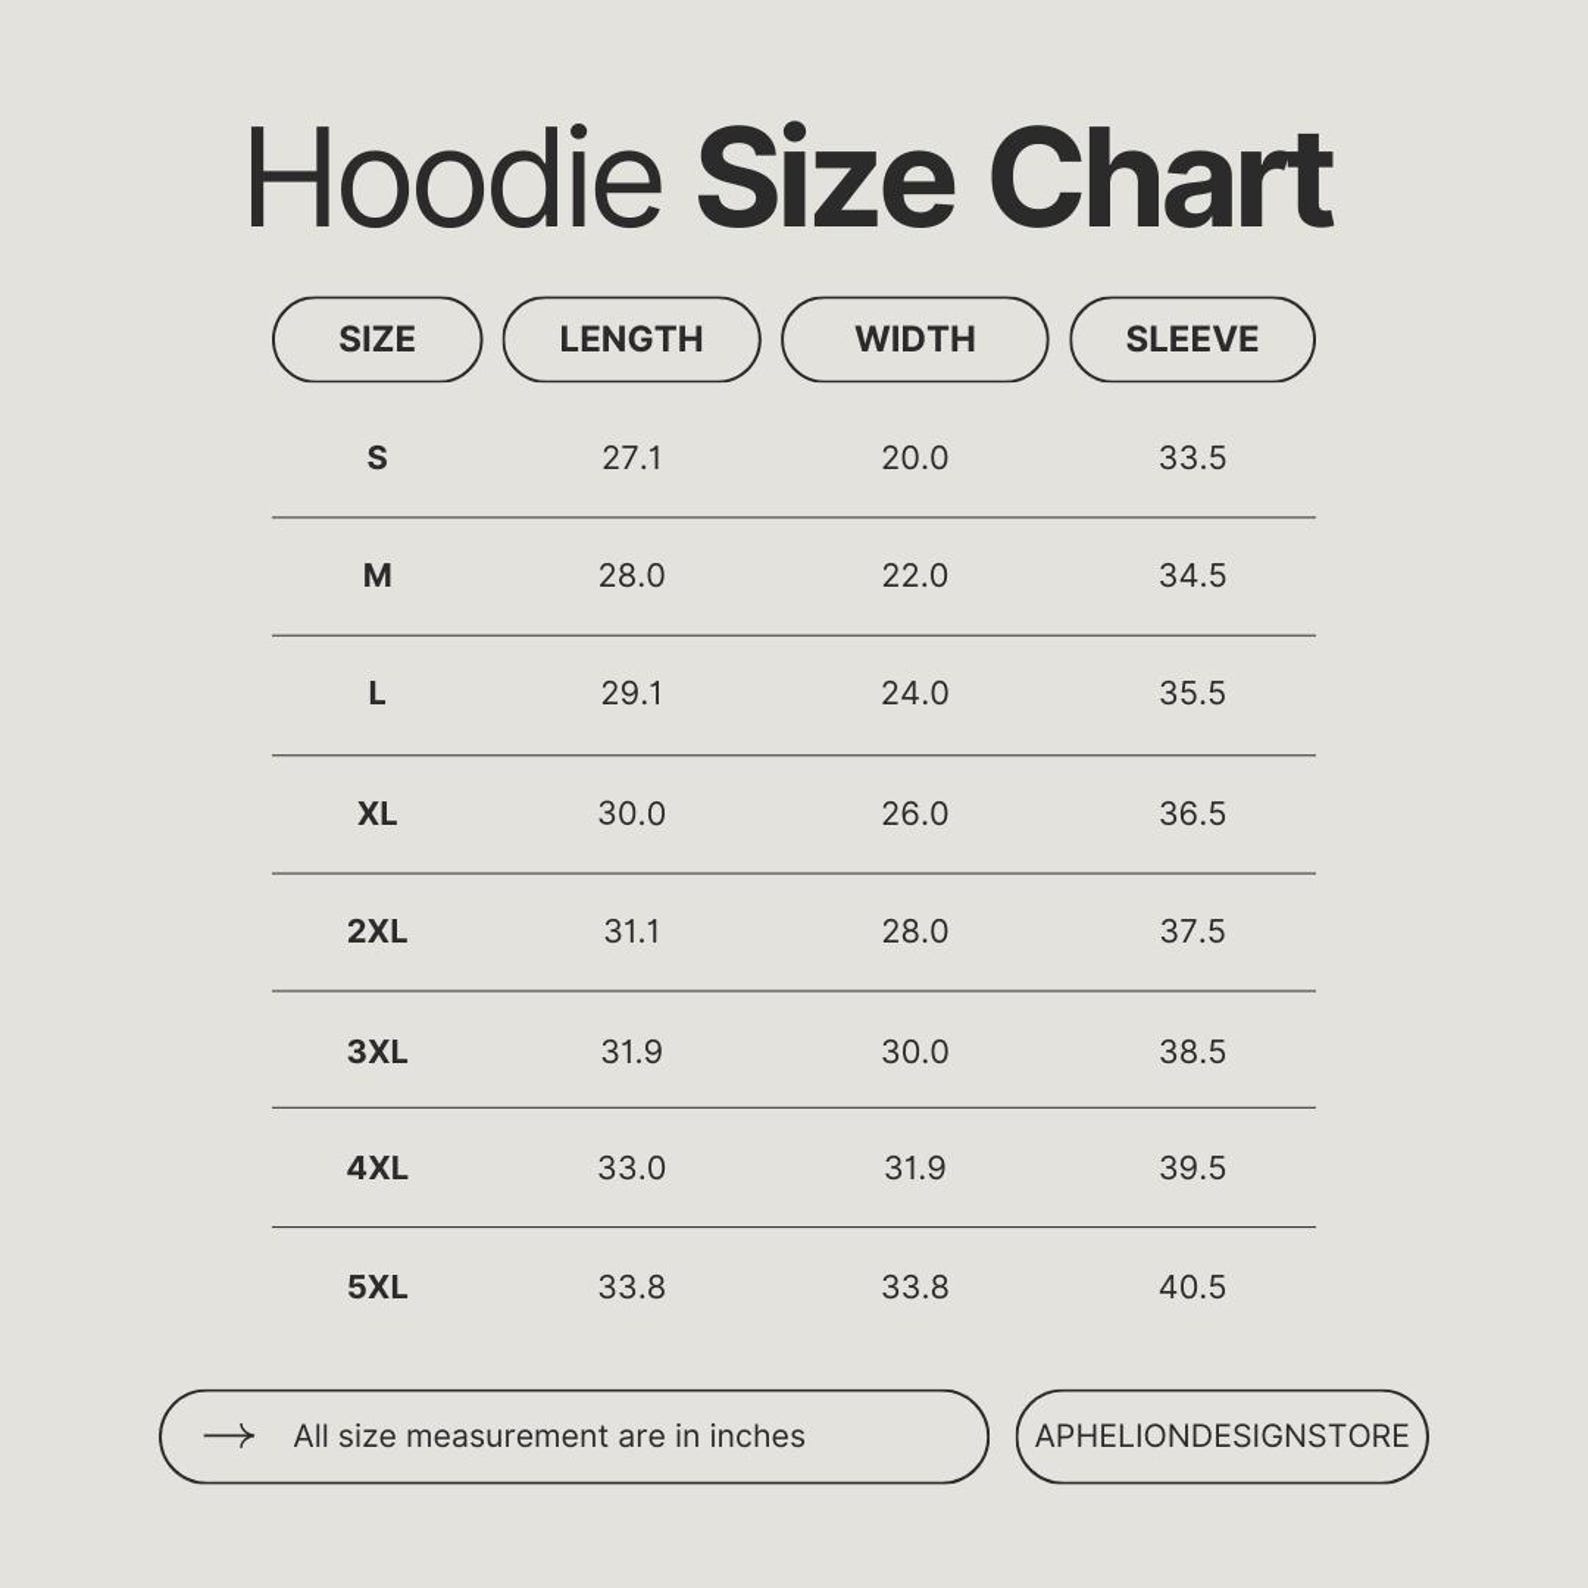 Hoodie Size Chart
SIZE LENGTH WIDTH SLEEVE
S 27.1 20.0 33.5
M 28.0 22.0 34.5
L 29.1 24.0 35.5
XL 30.0 26.0 36.5
2XL 31.1 28.0 37.5
3XL 31.9 30.0 38.5
4XL 33.0 31.9 39.5
5XL 33.8 33.8 40.5
All size measurement are in inches APHELIONDESIGNSTORE